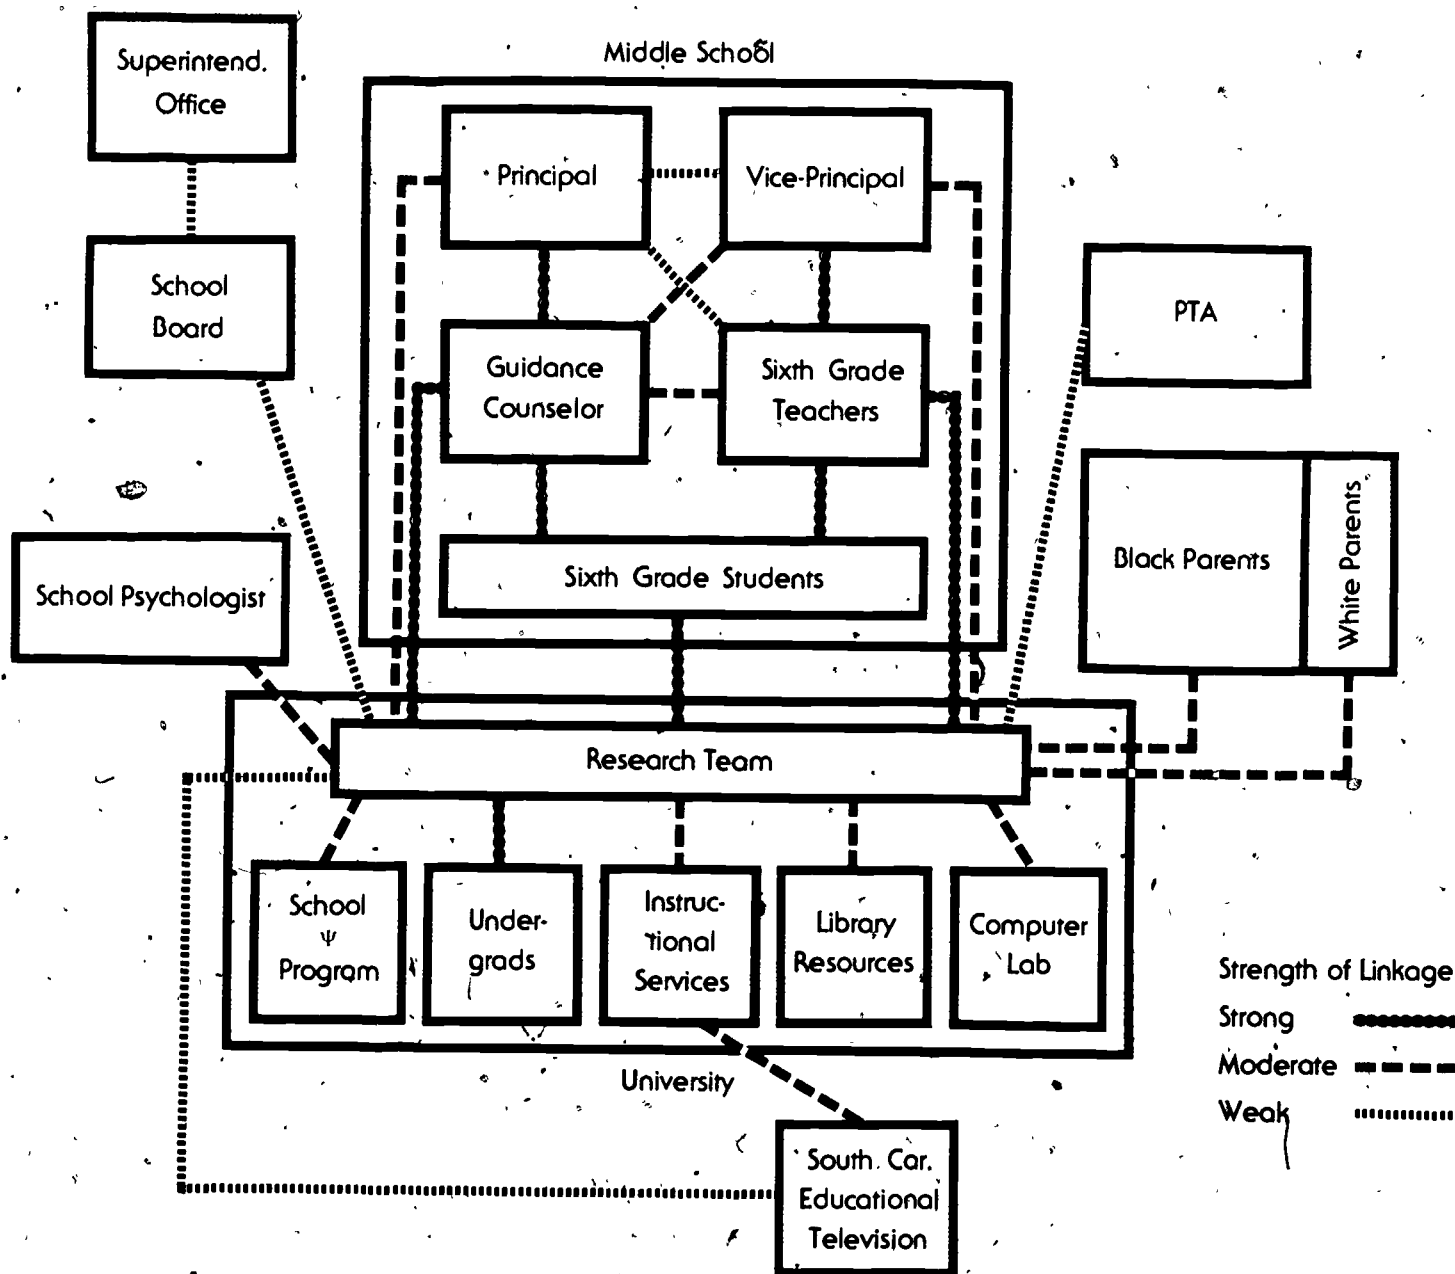 Middle School
Superintend.
Office
Principal
Vice-Principal
School
Board
PTA
Guidance
Counselor
Sixth Grade
Teachers
Black Parents
White Parents
School Psychologist
Sixth Grade Students
Research Team
School
Ψ
Program
Under-
grads
Instruc-
tional
Services
Library
Resources
Computer
Lab
University
South. Car.
Educational
Television
Strength of Linkage
Strong
Moderate
Weak